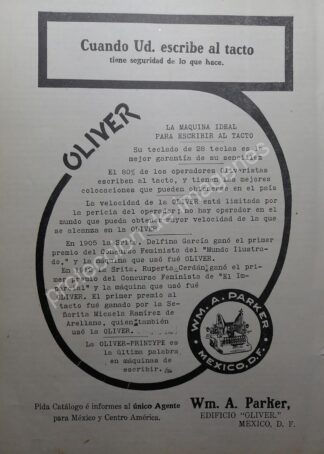 Cuando Ud. escribe al tacto
tiene seguridad de lo que hace.
OLIVER
LA MAQUINA IDEAL
PARA ESCRIBIR AL TACTO
Su teclado de 28 teclas es la
mejor garantía de su sencillez
El 80% de los operadores Oliveristas
escriben al tacto, y tienen las mejores
colocaciones que pueden obtenerse en el país
La velocidad de la OLIVER está limitada
por la pericia del operador; no hay operador en el
mundo que pueda obtener mayor velocidad de la que
se alcanza en la OLIVER.
En 1905 la Srita. Delfina García ganó el primer
premio del Concurso Feminista del "Mundo Ilustra-
do," y la máquina que usó fué OLIVER.
En la Srita. Ruperta Cerdán ganó el pri-
mio del Concurso Femenino de "El Im-
parcial" y la máquina que usó fué
OLIVER. El primer premio al
tacto fué ganado por la Se-
ñorita Micaela Ramírez de
Arellano, quien también
usó la OLIVER.
La OLIVER-PRINTYPE es
la última palabra
en máquinas de
escribir.
WM. A. PARKER
MEXICO, D.F.
Pida Catálogo é informes al único Agente
para México y Centro América.
Wm. A. Parker,
EDIFICIO "OLIVER."
MEXICO, D. F.